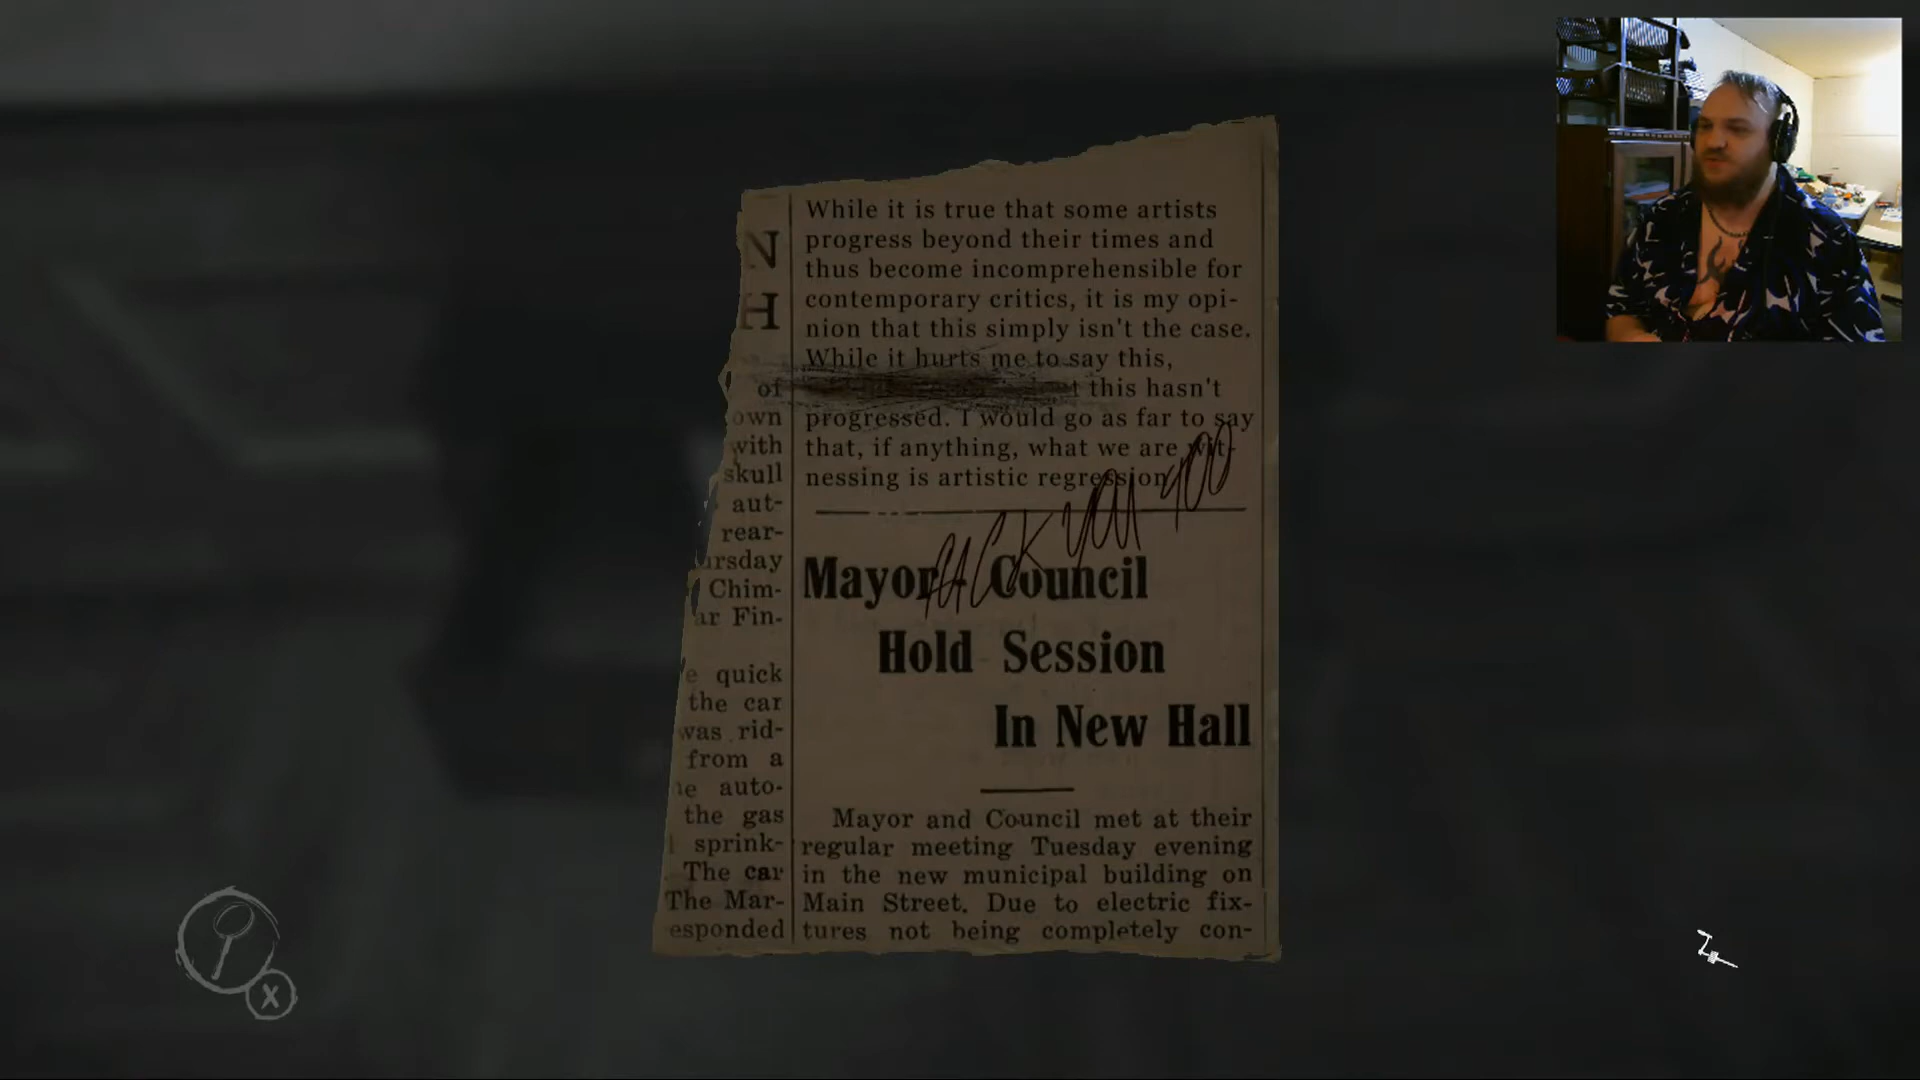 N
H
of
own
with
skull
aut-
rear-
ursday
Chim-
ar Fin-
e quick
the car
was rid-
from a
he auto-
the gas
sprink-
The car
The Mar-
esponded
While it is true that some artists
progress beyond their times and
thus become incomprehensible for
contemporary critics, it is my opi-
nion that this simply isn't the case.
While it hurts me to say this,
this hasn't
progressed. I would go as far to say
that, if anything, what we are wit-
nessing is artistic regression
YOU TOO
Mayor-Council
Hold Session
In New Hall
Mayor and Council met at their
regular meeting Tuesday evening
in the new municipal building on
Main Street. Due to electric fix-
tures not being completely con-
X